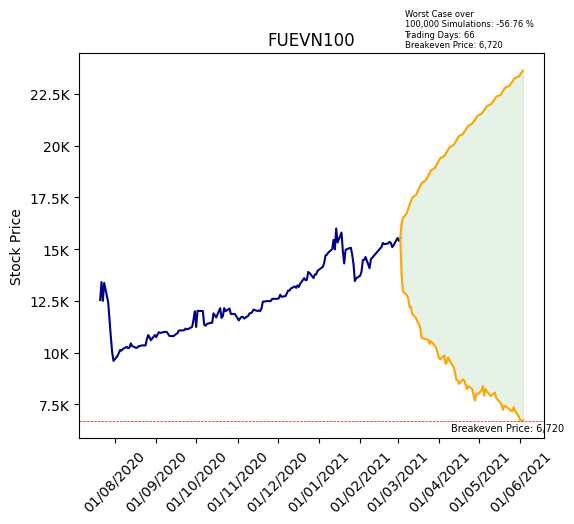 Worst Case over
100,000 Simulations: -56.76 %
Trading Days: 66
Breakeven Price: 6,720
FUEVN100
Stock Price
22.5K
20K
17.5K
15K
12.5K
10K
7.5K
Breakeven Price: 6,720
01/08/2020
01/09/2020
01/10/2020
01/11/2020
01/12/2020
01/01/2021
01/02/2021
01/03/2021
01/04/2021
01/05/2021
01/06/2021